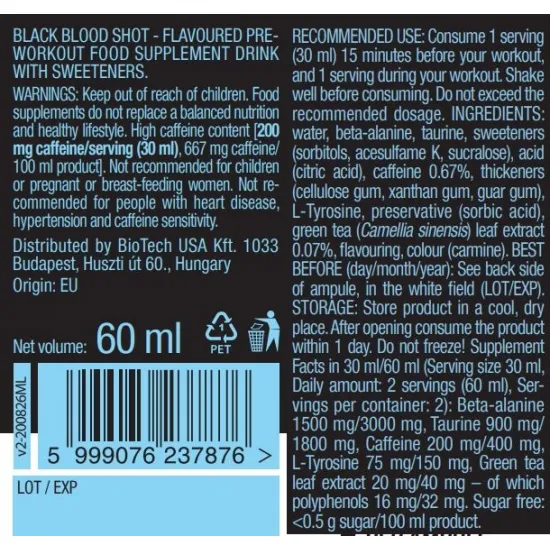 BLACK BLOOD SHOT - FLAVOURED PRE-
WORKOUT FOOD SUPPLEMENT DRINK
WITH SWEETENERS.
WARNINGS: Keep out of reach of children. Food
supplements do not replace a balanced nutrition
and healthy lifestyle. High caffeine content [200
mg caffeine/serving (30 ml), 667 mg caffeine/
100 ml product]. Not recommended for children
or pregnant or breast-feeding women. Not re-
commended for people with heart disease,
hypertension and caffeine sensitivity.
Distributed by BioTech USA Kft. 1033
Budapest, Huszti út 60., Hungary
Origin: EU
Net volume: 60 ml
1
PET
v2-200826ML
5 999076 237876 >
LOT / EXP
RECOMMENDED USE: Consume 1 serving
(30 ml) 15 minutes before your workout,
and 1 serving during your workout. Shake
well before consuming. Do not exceed the
recommended dosage. INGREDIENTS:
water, beta-alanine, taurine, sweeteners
(sorbitols, acesulfame K, sucralose), acid
(citric acid), caffeine 0.67%, thickeners
(cellulose gum, xanthan gum, guar gum),
L-Tyrosine, preservative (sorbic acid),
green tea (Camellia sinensis) leaf extract
0.07%, flavouring, colour (carmine). BEST
BEFORE (day/month/year): See back side
of ampule, in the white field (LOT/EXP).
STORAGE: Store product in a cool, dry
place. After opening consume the product
within 1 day. Do not freeze! Supplement
Facts in 30 ml/60 ml (Serving size 30 ml,
Daily amount: 2 servings (60 ml), Ser-
vings per container: 2): Beta-alanine
1500 mg/3000 mg, Taurine 900 mg/
1800 mg, Caffeine 200 mg/400 mg,
L-Tyrosine 75 mg/150 mg, Green tea
leaf extract 20 mg/40 mg – of which
polyphenols 16 mg/32 mg. Sugar free:
<0.5 g sugar/100 ml product.